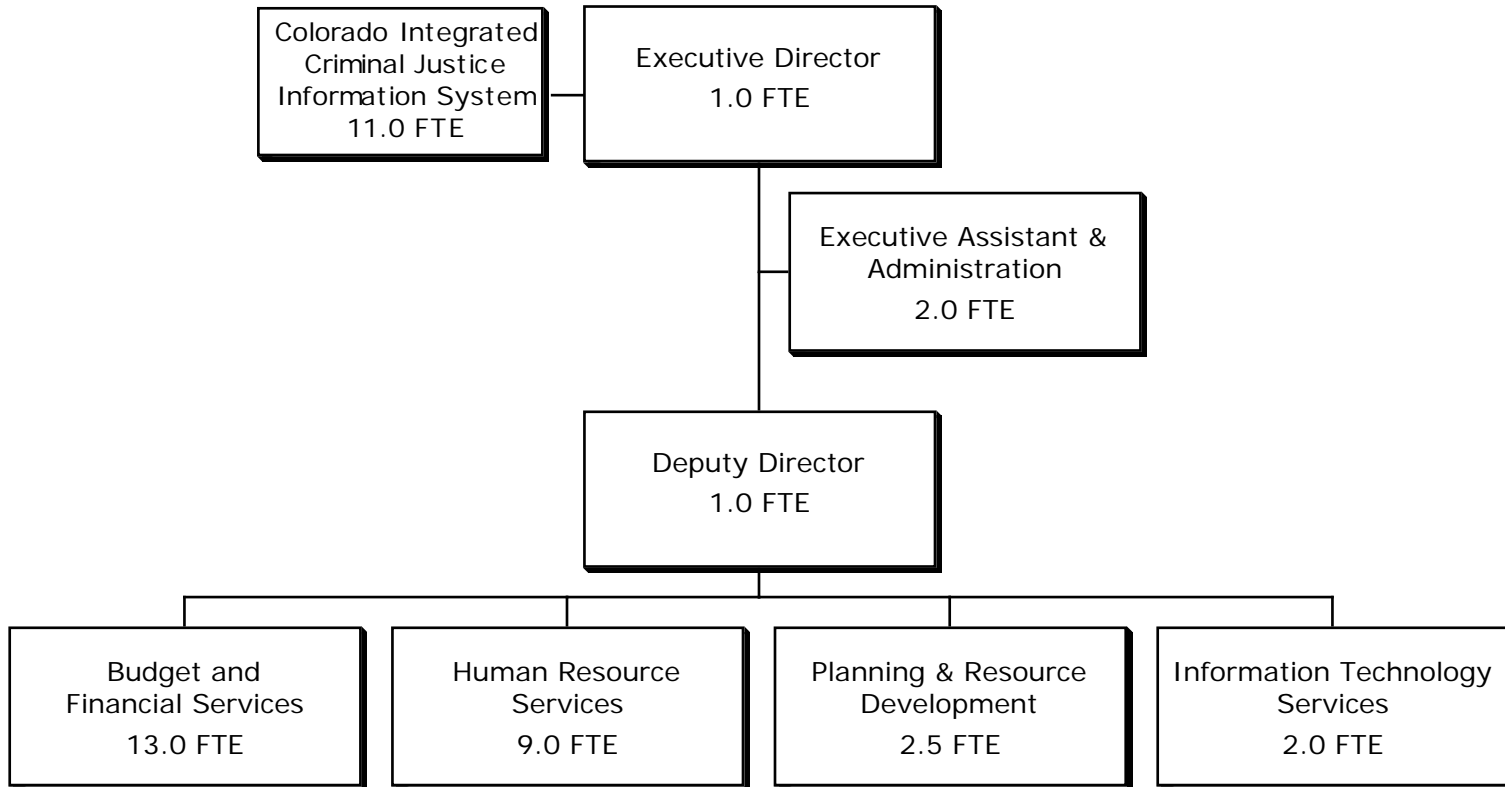 Colorado Integrated
Criminal Justice
Information System
11.0 FTE
Executive Director
1.0 FTE
Executive Assistant &
Administration
2.0 FTE
Deputy Director
1.0 FTE
Budget and
Financial Services
13.0 FTE
Human Resource
Services
9.0 FTE
Planning & Resource
Development
2.5 FTE
Information Technology
Services
2.0 FTE